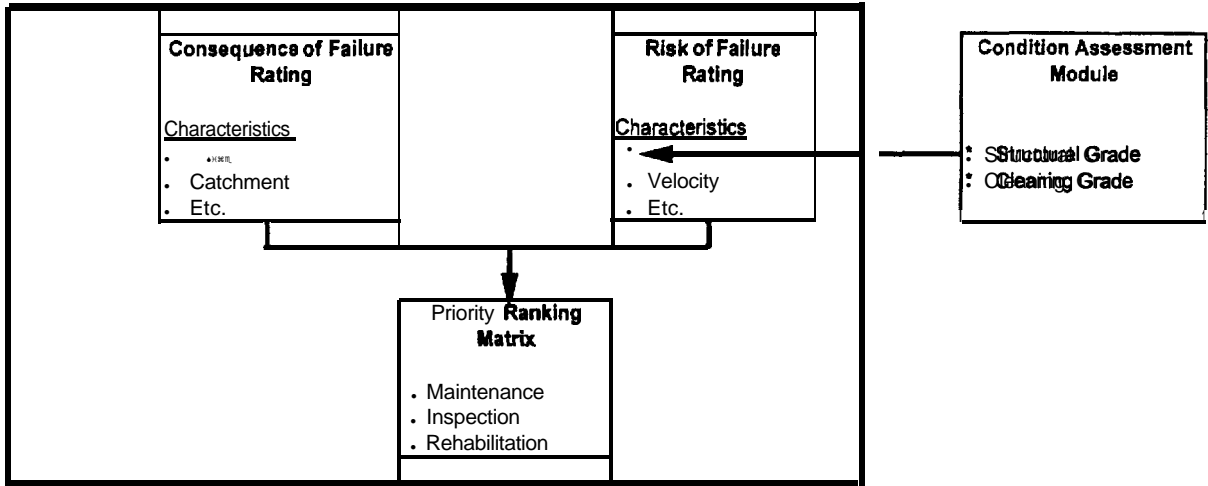 Consequence of Failure
Rating
Characteristics
•
• Catchment
• Etc.
Risk of Failure
Rating
Characteristics
•
• Velocity
• Etc.
Condition Assessment
Module
• Structural Grade
• Grade
Priority Ranking
Matrix
• Maintenance
• Inspection
• Rehabilitation